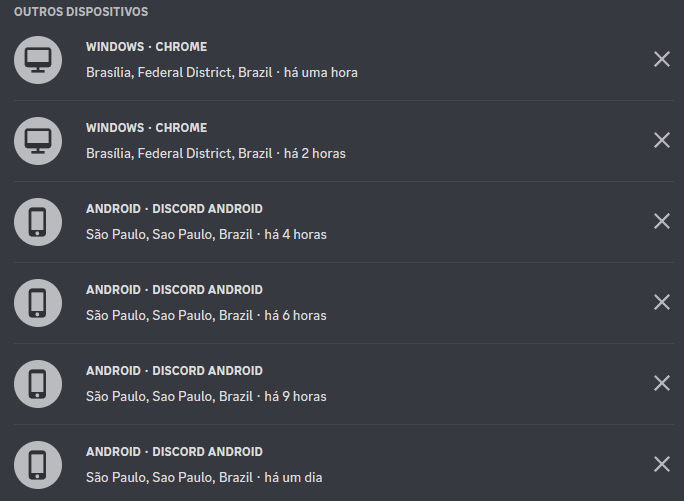 OUTROS DISPOSITIVOS
WINDOWS · CHROME
Brasília, Federal District, Brazil · há uma hora
WINDOWS · CHROME
Brasília, Federal District, Brazil · há 2 horas
ANDROID · DISCORD ANDROID
São Paulo, Sao Paulo, Brazil · há 4 horas
ANDROID · DISCORD ANDROID
São Paulo, Sao Paulo, Brazil · há 6 horas
ANDROID · DISCORD ANDROID
São Paulo, Sao Paulo, Brazil · há 9 horas
ANDROID · DISCORD ANDROID
São Paulo, Sao Paulo, Brazil · há um dia